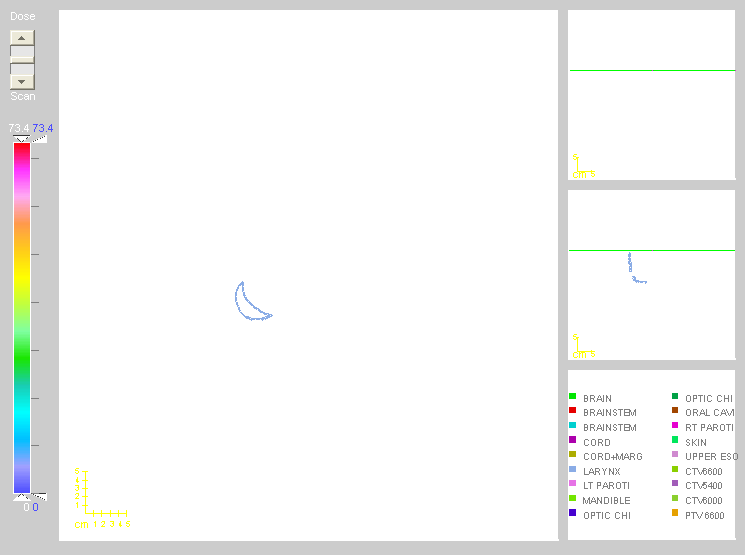 Dose
Scan
73.4 73.4
0 0
5
4
3
2
1
cm 1 2 3 4 5
5
cm 5
5
cm 5
BRAIN
BRAINSTEM
BRAINSTEM
CORD
CORD+MARG
LARYNX
LT PAROTI
MANDIBLE
OPTIC CHI
OPTIC CHI
ORAL CAVI
RT PAROTI
SKIN
UPPER ESO
CTV6600
CTV5400
CTV6000
PTV6600